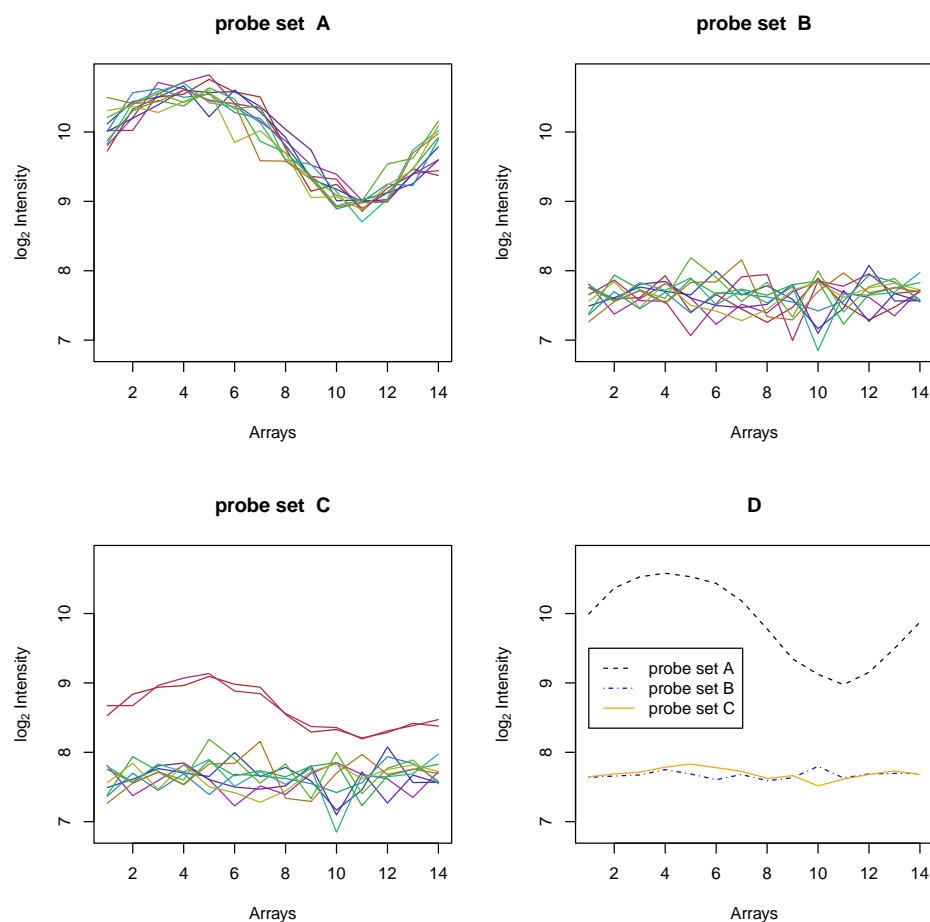 probe set A
log2 Intensity
7 8 9 10
2 4 6 8 10 12 14
Arrays
probe set B
log2 Intensity
7 8 9 10
2 4 6 8 10 12 14
Arrays
probe set C
log2 Intensity
7 8 9 10
2 4 6 8 10 12 14
Arrays
D
log2 Intensity
7 8 9 10
probe set A
probe set B
probe set C
2 4 6 8 10 12 14
Arrays